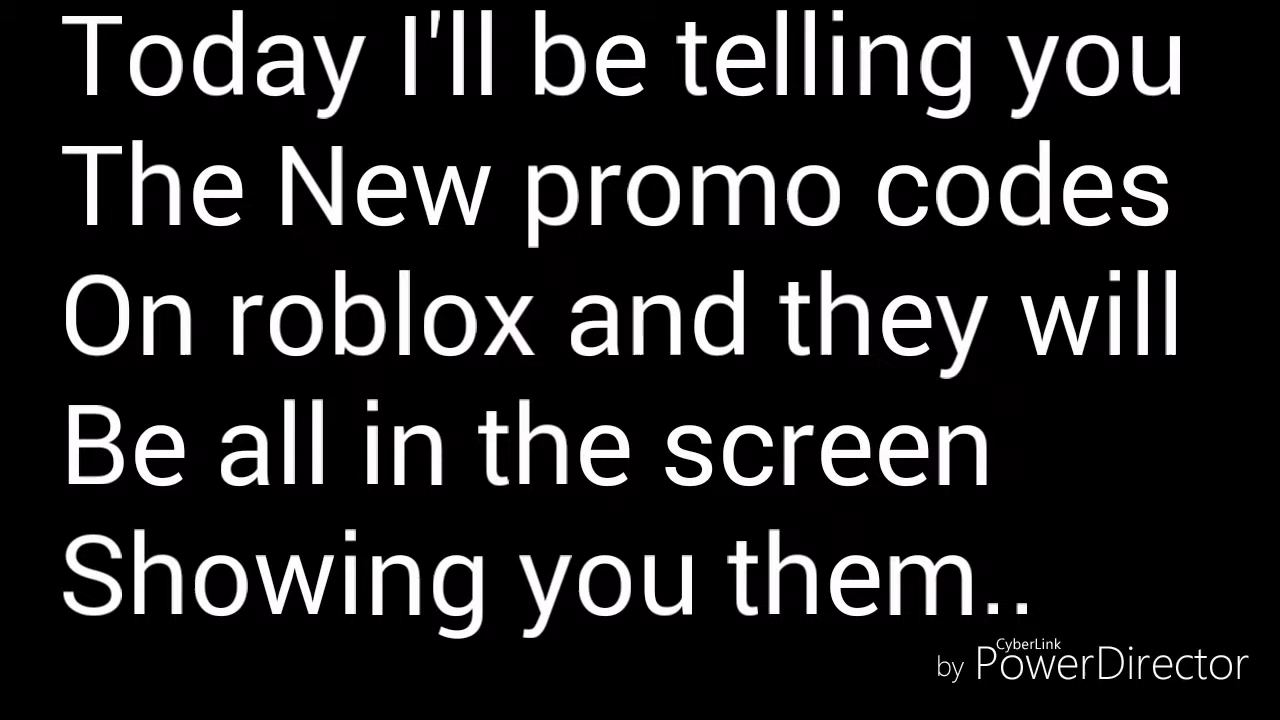 Today I'll be telling you
The New promo codes
On roblox and they will
Be all in the screen
Showing you them..
CyberLink
by PowerDirector